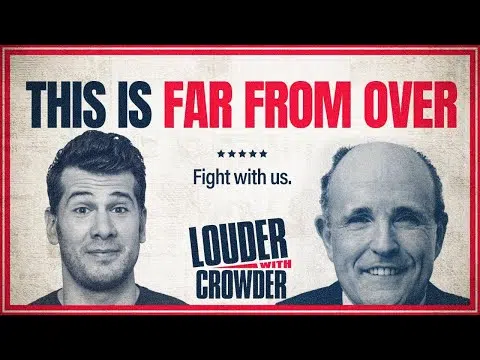 THIS IS FAR FROM OVER
Fight with us.
LOUDER
WITH
CROWDER